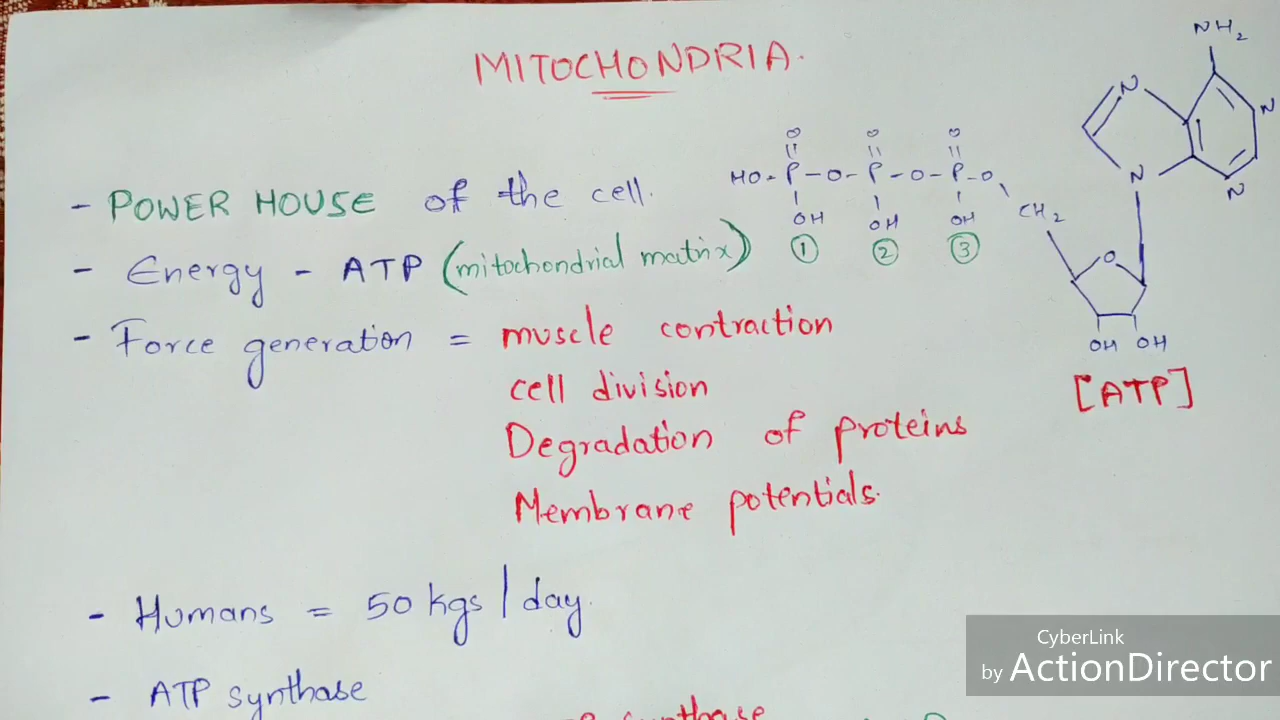 MITOCHONDRIA.
- POWER HOUSE of the cell.
- Energy - ATP (mitochondrial matrix)
- Force generation = muscle contraction
cell division
Degradation of proteins
Membrane potentials.
- Humans = 50 kgs / day.
- ATP synthase
synthase
NH2
N
N
N
N
O O O
HO-P-O-P-O-P-O
OH OH OH
① ② ③
CH2
O
OH OH
[ATP]
CyberLink
by ActionDirector